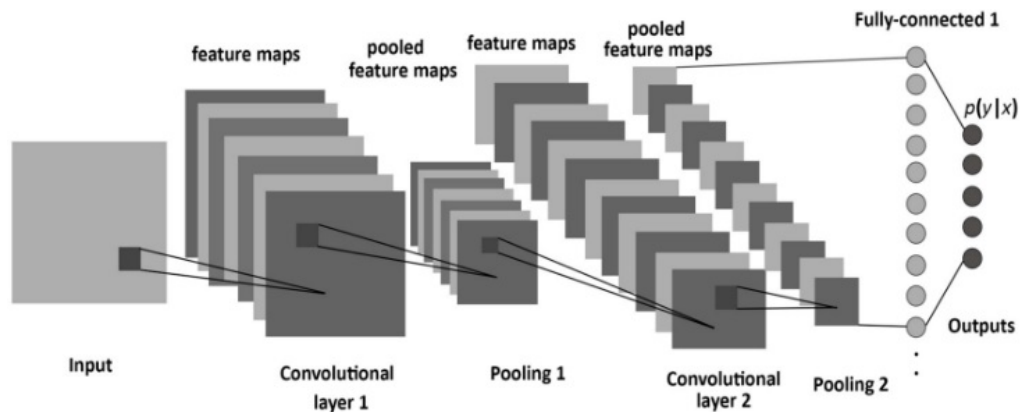 feature maps
pooled
feature maps
feature maps
pooled
feature maps
Fully-connected 1
p(y|x)
Outputs
Input
Convolutional
layer 1
Pooling 1
Convolutional
layer 2
Pooling 2